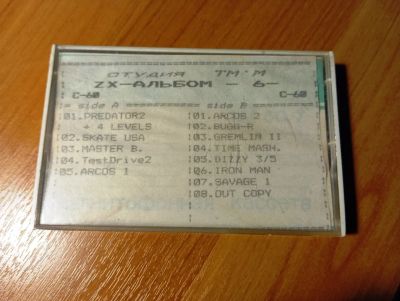 СТУДИЯ ТМ*М
ZX-АЛЬБОМ - 6-
C-60 C-60
side A side B
01.PREDATOR2
+ 4 LEVELS
02.SKATE USA
03.MASTER B.
04.TestDrive2
05.ARCOS 1
01.ARCOS 2
02.BUGG-R
03.GREMLIN II
04.TIME MASH.
05.DIZZY 3/5
06.IRON MAN
07.SAVAGE 1
08.OUT COPY